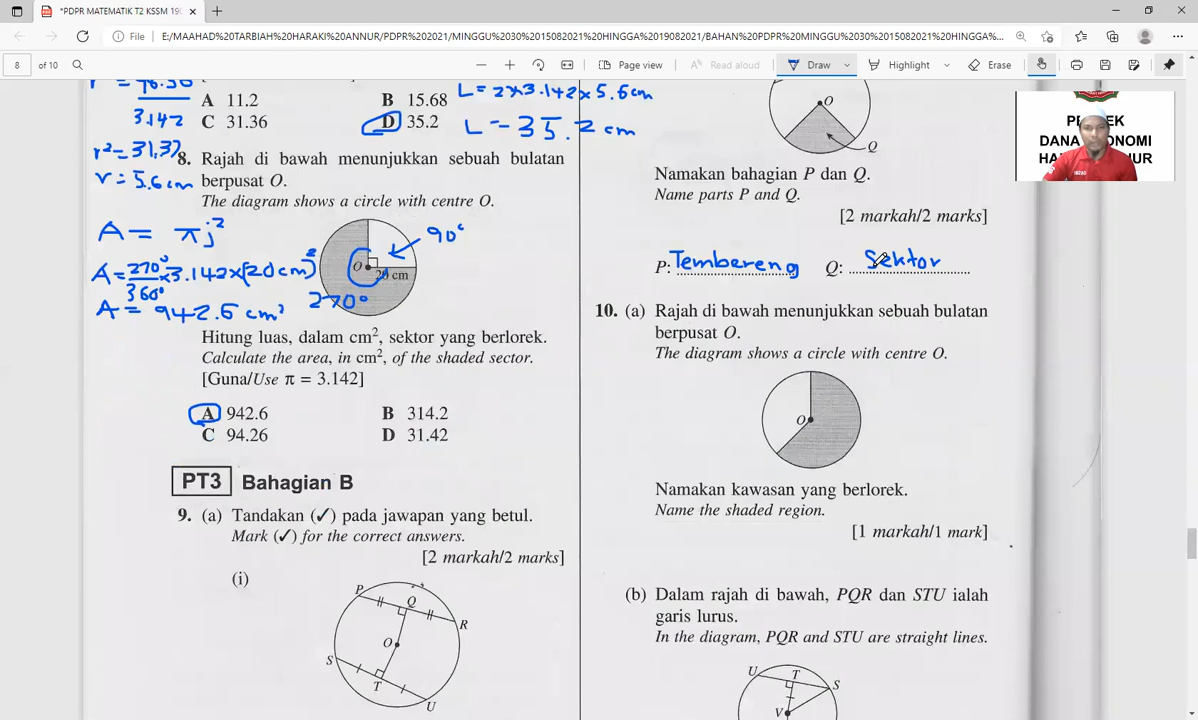 *PDPR MATEMATIK T2 KSSM 190
File
E:/MAAHAD%20TARBIAH%20HARAKI%20ANNUR/PDPR%202021/MINGGU%2030%2015082021%20HINGGA%2019082021/BAHAN%20PDPR%20MINGGU%2030%2015082021%20HINGGA%...
8 of 10
Page view
Read aloud
Draw
Highlight
Erase
3.142
r² = 31.37
r = 5.6 cm
A 11.2
B 15.68
C 31.36
D 35.2
L = 2 × 3.142 × 5.6 cm
L = 35.2 cm
8. Rajah di bawah menunjukkan sebuah bulatan
berpusat O.
The diagram shows a circle with centre O.
A = πj²
A = 270°/360° × 3.142 × (20 cm)²
A = 942.6 cm²
90°
O
20 cm
270°
Hitung luas, dalam cm², sektor yang berlorek.
Calculate the area, in cm², of the shaded sector.
[Guna/Use π = 3.142]
A 942.6
B 314.2
C 94.26
D 31.42
PT3 Bahagian B
9. (a) Tandakan (✓) pada jawapan yang betul.
Mark (✓) for the correct answers.
[2 markah/2 marks]
(i)
P
Q
R
O
S
T
U
O
Q
Namakan bahagian P dan Q.
Name parts P and Q.
[2 markah/2 marks]
P: Tembereng Q: Sektor
10. (a) Rajah di bawah menunjukkan sebuah bulatan
berpusat O.
The diagram shows a circle with centre O.
O
Namakan kawasan yang berlorek.
Name the shaded region.
[1 markah/1 mark]
(b) Dalam rajah di bawah, PQR dan STU ialah
garis lurus.
In the diagram, PQR and STU are straight lines.
U
T
S
V